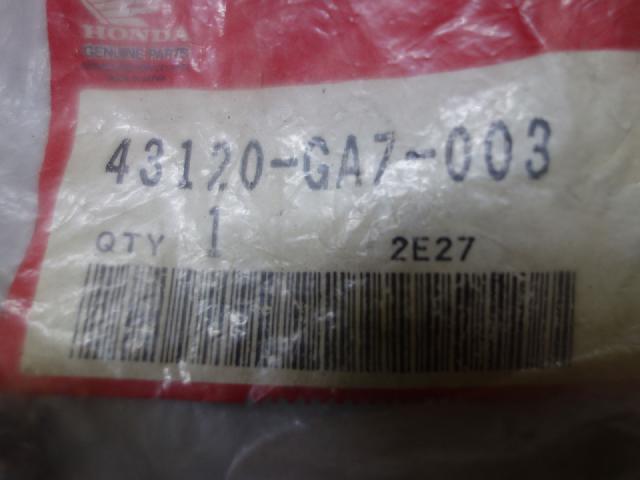 HONDA
GENUINE PARTS
43120-GA7-003
QTY 1 2E27